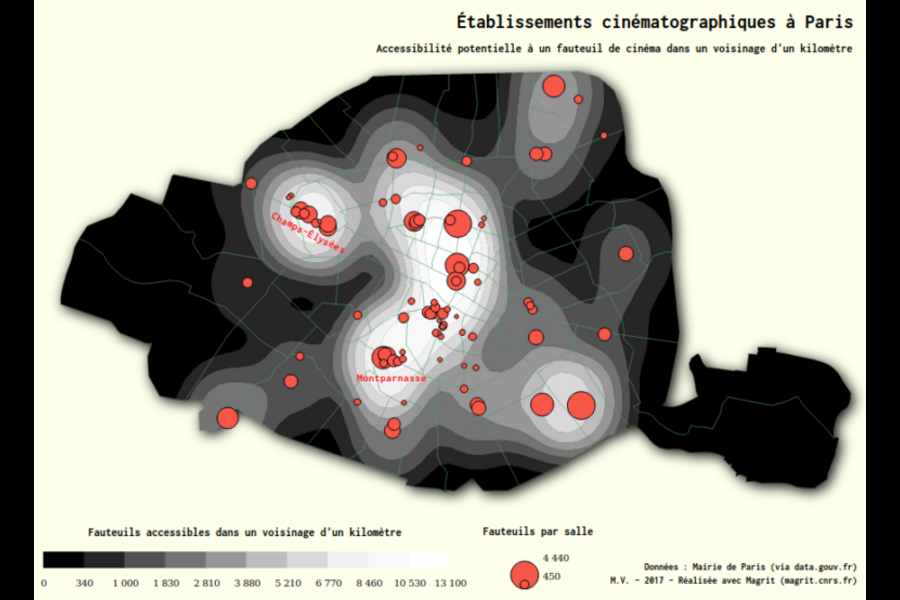 Établissements cinématographiques à Paris
Accessibilité potentielle à un fauteuil de cinéma dans un voisinage d'un kilomètre
Champs-Élysées
Montparnasse
Fauteuils accessibles dans un voisinage d'un kilomètre
0 340 1 000 1 830 2 810 3 880 5 210 6 770 8 460 10 530 13 100
Fauteuils par salle
4 440
450
Données : Mairie de Paris (via data.gouv.fr)
M.V. - 2017 - Réalisée avec Magrit (magrit.cnrs.fr)